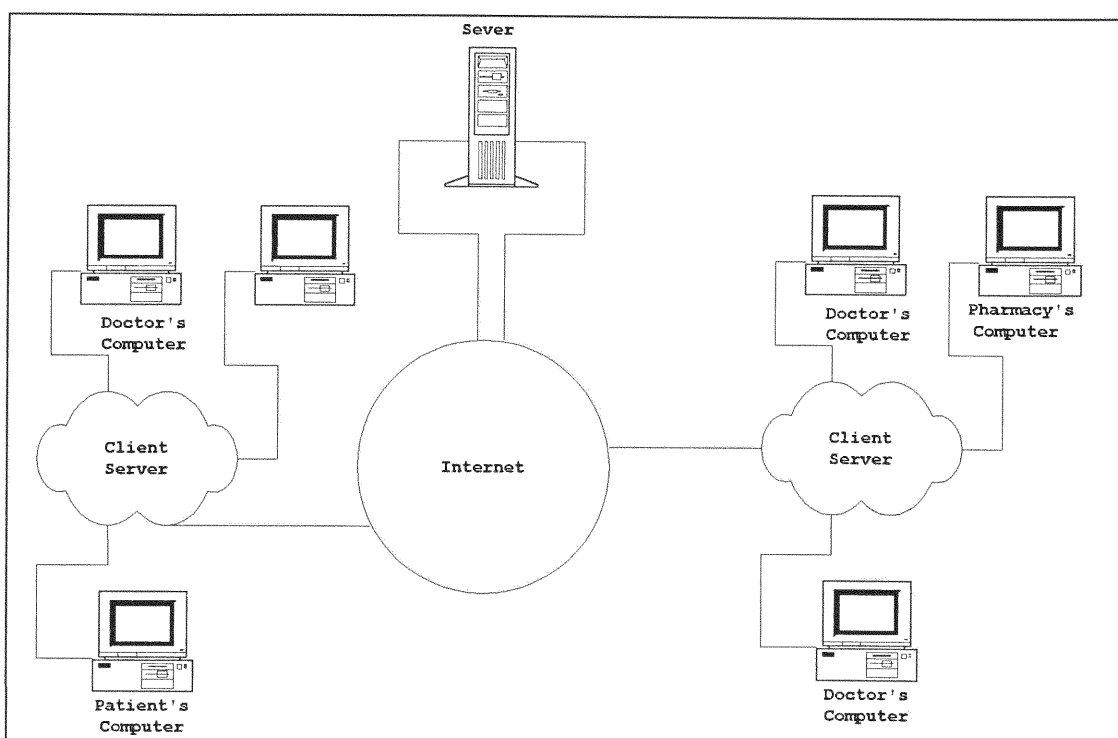 Sever
Doctor's
Computer
Doctor's
Computer
Pharmacy's
Computer
Client
Server
Internet
Client
Server
Patient's
Computer
Doctor's
Computer